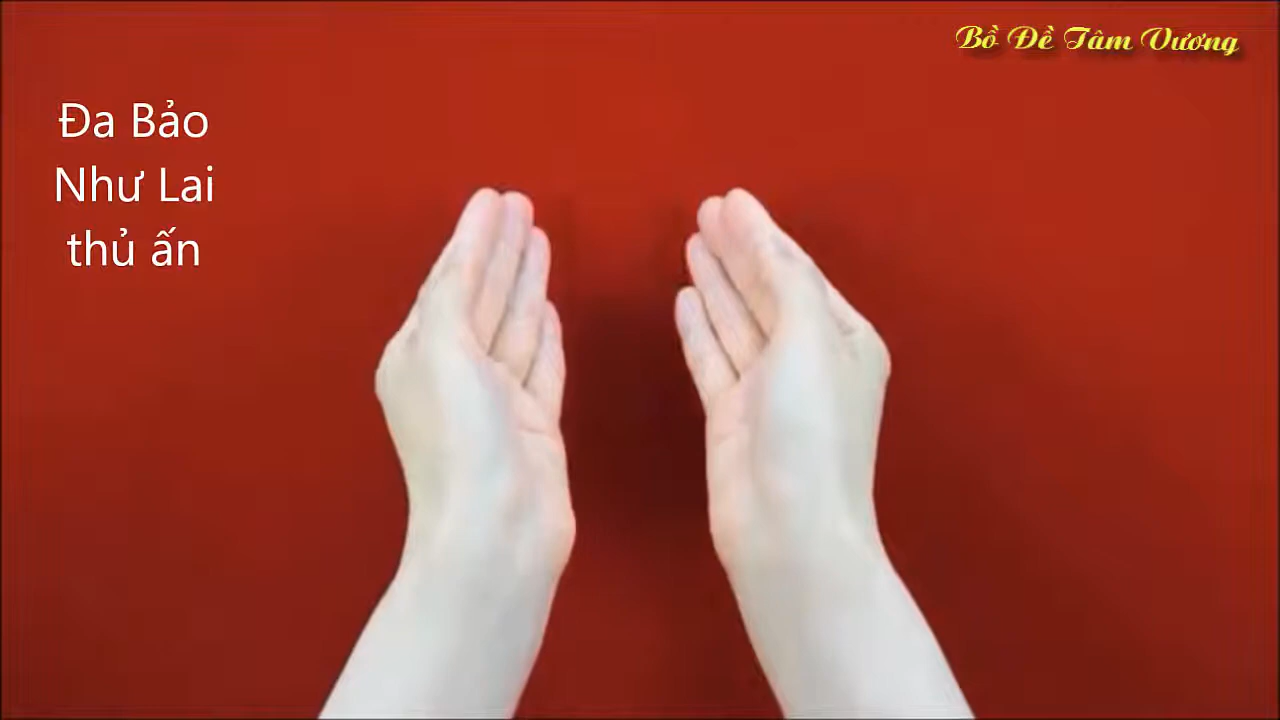 Bồ Đề Tâm Vương
Đa Bảo
Như Lai
thủ ấn